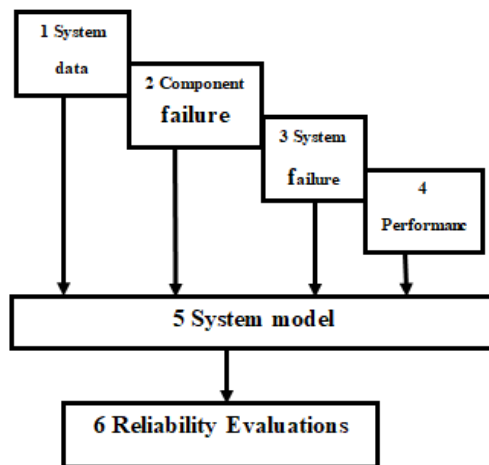 1 System
data
2 Component
failure
3 System
failure
4
Performanc
5 System model
6 Reliability Evaluations